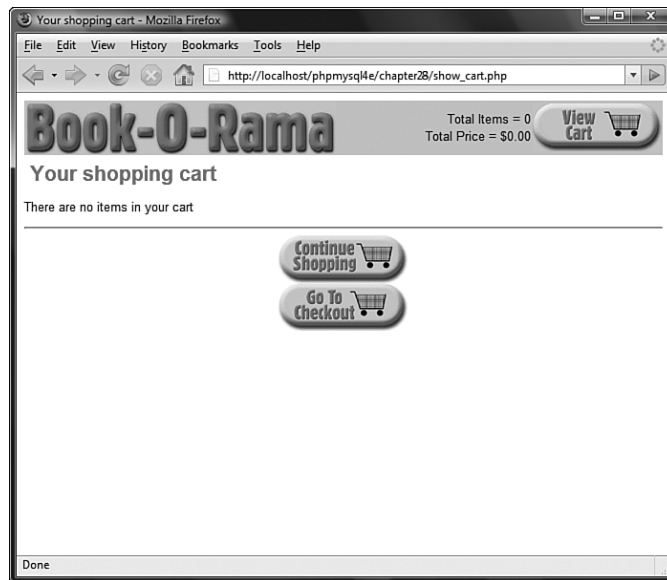 Your shopping cart - Mozilla Firefox
File Edit View History Bookmarks Tools Help
http://localhost/phpmysql4e/chapter28/show_cart.php
Book-O-Rama
Total Items = 0
Total Price = $0.00
View
Cart
Your shopping cart
There are no items in your cart
Continue
Shopping
Go To
Checkout
Done